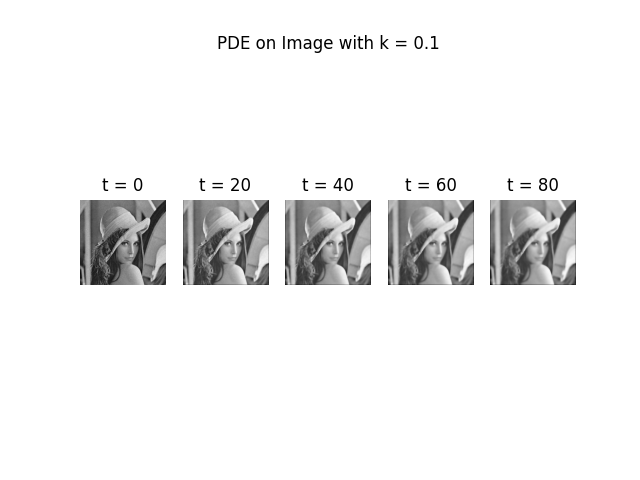 PDE on Image with k = 0.1
t = 0
t = 20
t = 40
t = 60
t = 80